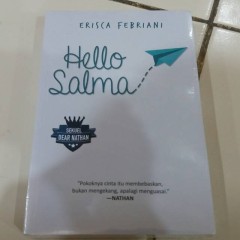 ERISCA FEBRIANI
Hello
Salma
SEKUEL
DEAR NATHAN
"Pokoknya cinta itu membebaskan,
bukan mengekang, apalagi menguasai."
—NATHAN